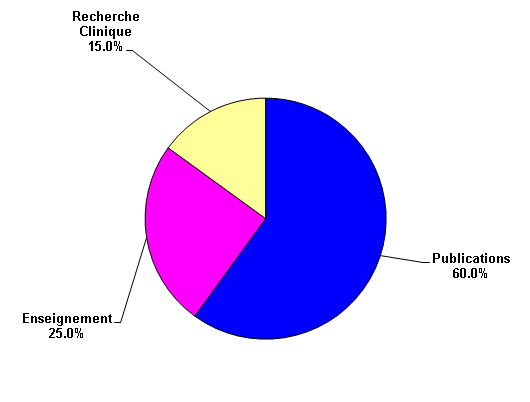 Recherche
Clinique
15.0%
Publications
60.0%
Enseignement
25.0%